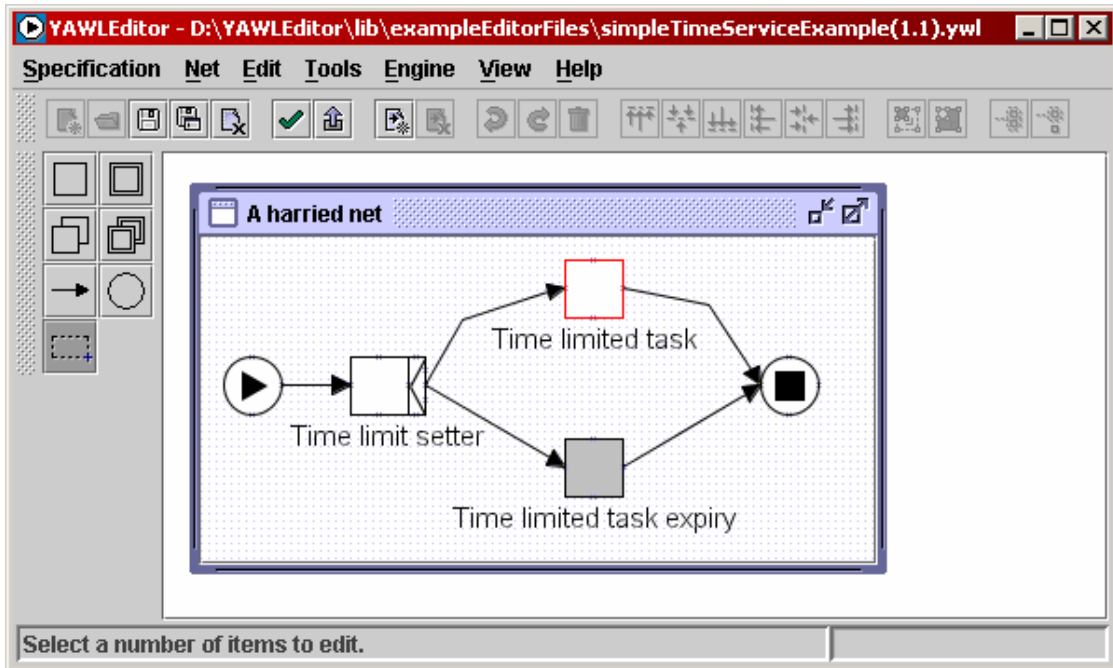 YAWLEditor - D:\YAWLEditor\lib\exampleEditorFiles\simpleTimeServiceExample(1.1).ywl
Specification Net Edit Tools Engine View Help
A harried net
Time limited task
Time limit setter
Time limited task expiry
Select a number of items to edit.